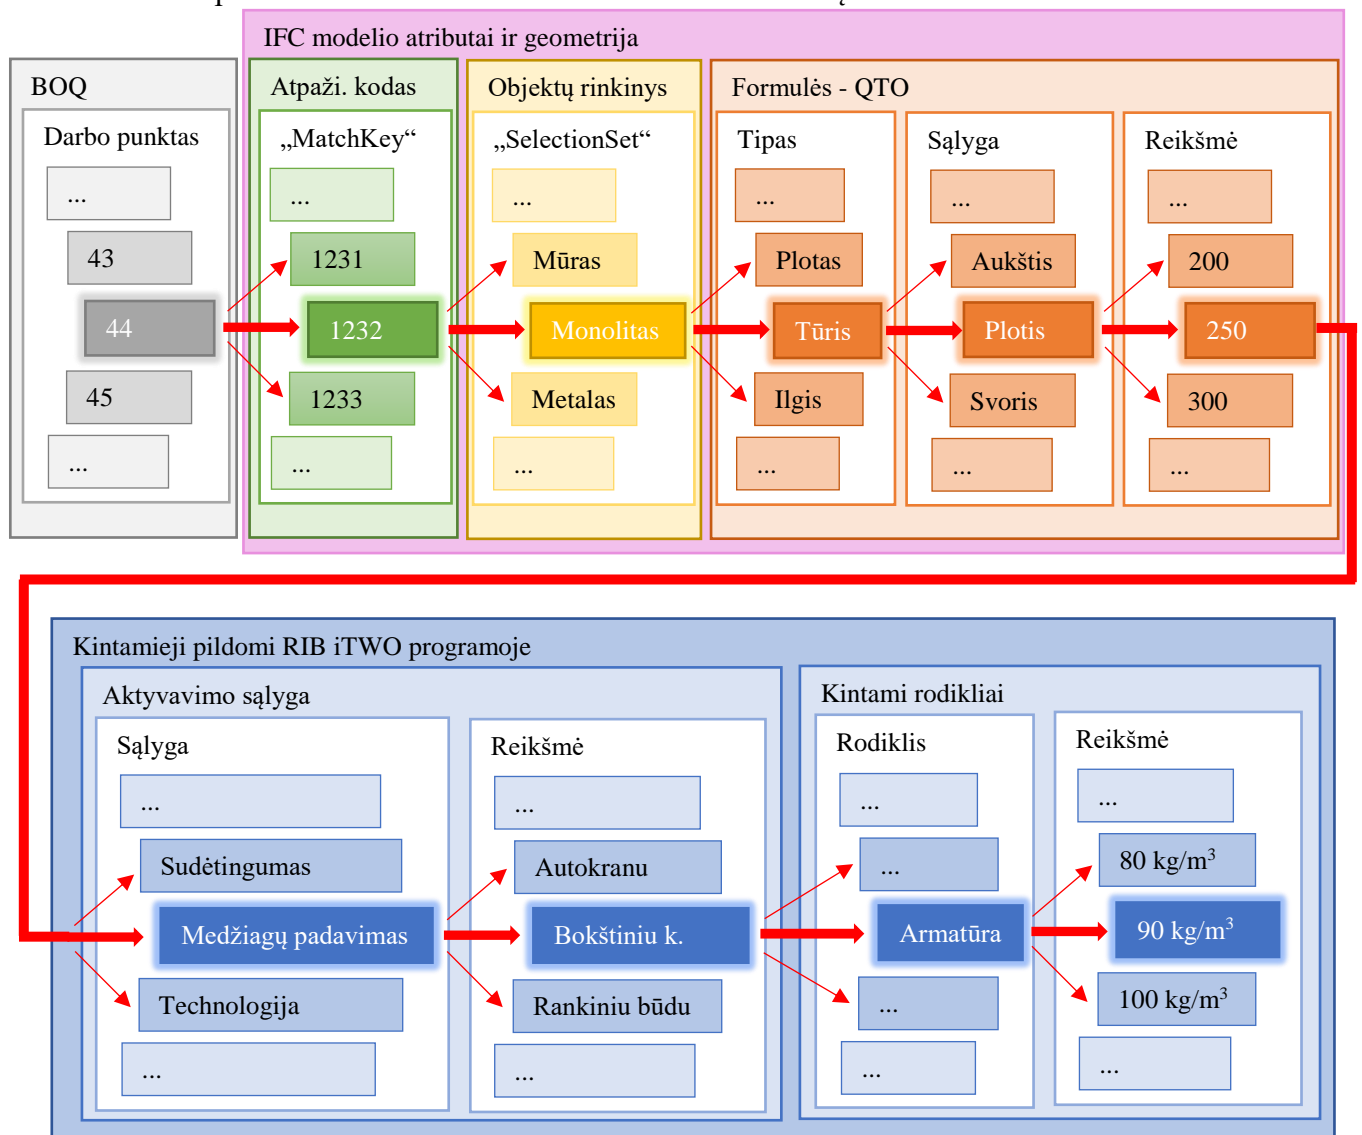 IFC modelio atributai ir geometrija
BOQ
Atpaži. kodas
Objektų rinkinys
Formulės - QTO
Darbo punktas
„MatchKey“
„SelectionSet“
Tipas
Sąlyga
Reikšmė
...
...
...
...
...
...
43
1231
Mūras
Plotas
Aukštis
200
44
1232
Monolitas
Tūris
Plotis
250
45
1233
Metalas
Ilgis
Svoris
300
...
...
...
...
...
...
Kintamieji pildomi RIB iTWO programoje
Aktyvavimo sąlyga
Kintami rodikliai
Sąlyga
Reikšmė
Rodiklis
Reikšmė
...
...
...
...
Sudėtingumas
Autokranu
...
80 kg/m³
Medžiagų padavimas
Bokštiniu k.
Armatūra
90 kg/m³
Technologija
Rankiniu būdu
...
100 kg/m³
...
...
...
...